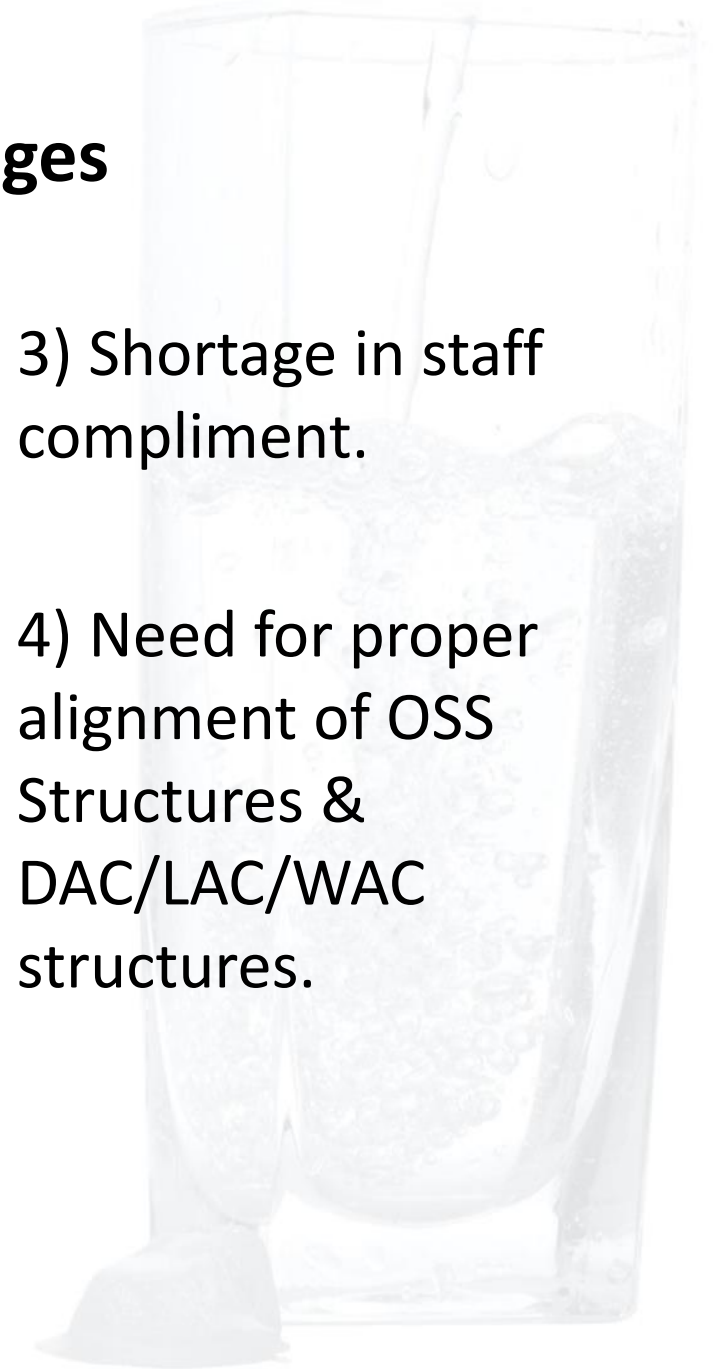 ges
3) Shortage in staff
compliment.
4) Need for proper
alignment of OSS
Structures &
DAC/LAC/WAC
structures.